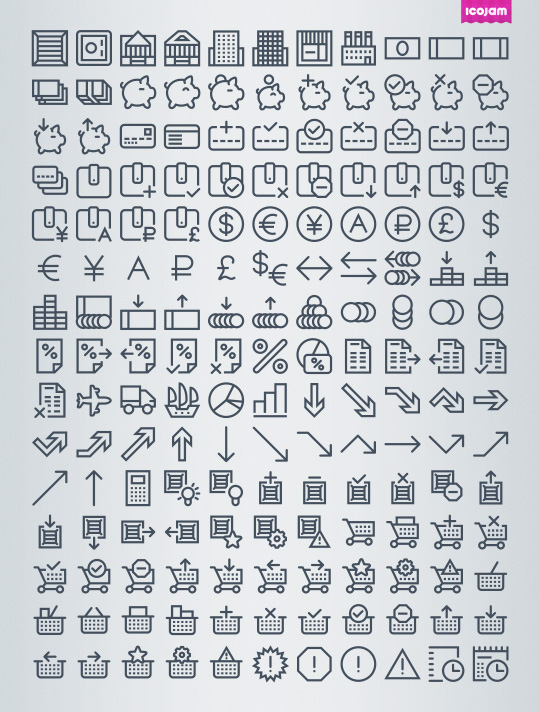 icojam
$ €
¥ A ₽ £ $ € ¥ A ₽ £ $
€ ¥ A ₽ £ $ €
% % % % % % %
! ! ! !